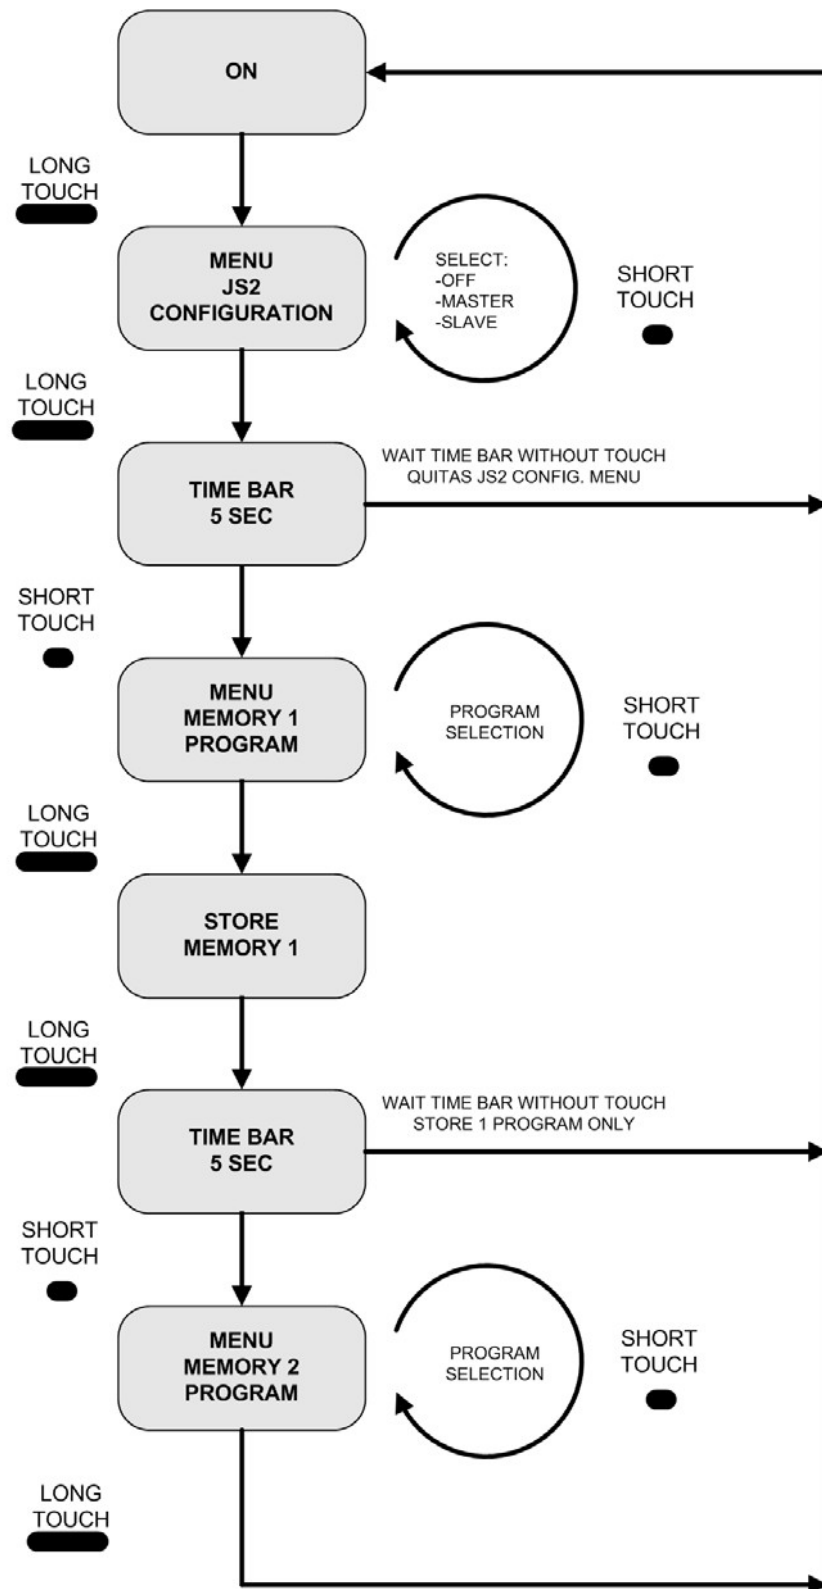 ON
LONG
TOUCH
MENU
JS2
CONFIGURATION
SELECT:
-OFF
-MASTER
-SLAVE
SHORT
TOUCH
LONG
TOUCH
TIME BAR
5 SEC
WAIT TIME BAR WITHOUT TOUCH
QUITAS JS2 CONFIG. MENU
SHORT
TOUCH
MENU
MEMORY 1
PROGRAM
PROGRAM
SELECTION
SHORT
TOUCH
LONG
TOUCH
STORE
MEMORY 1
LONG
TOUCH
TIME BAR
5 SEC
WAIT TIME BAR WITHOUT TOUCH
STORE 1 PROGRAM ONLY
SHORT
TOUCH
MENU
MEMORY 2
PROGRAM
PROGRAM
SELECTION
SHORT
TOUCH
LONG
TOUCH